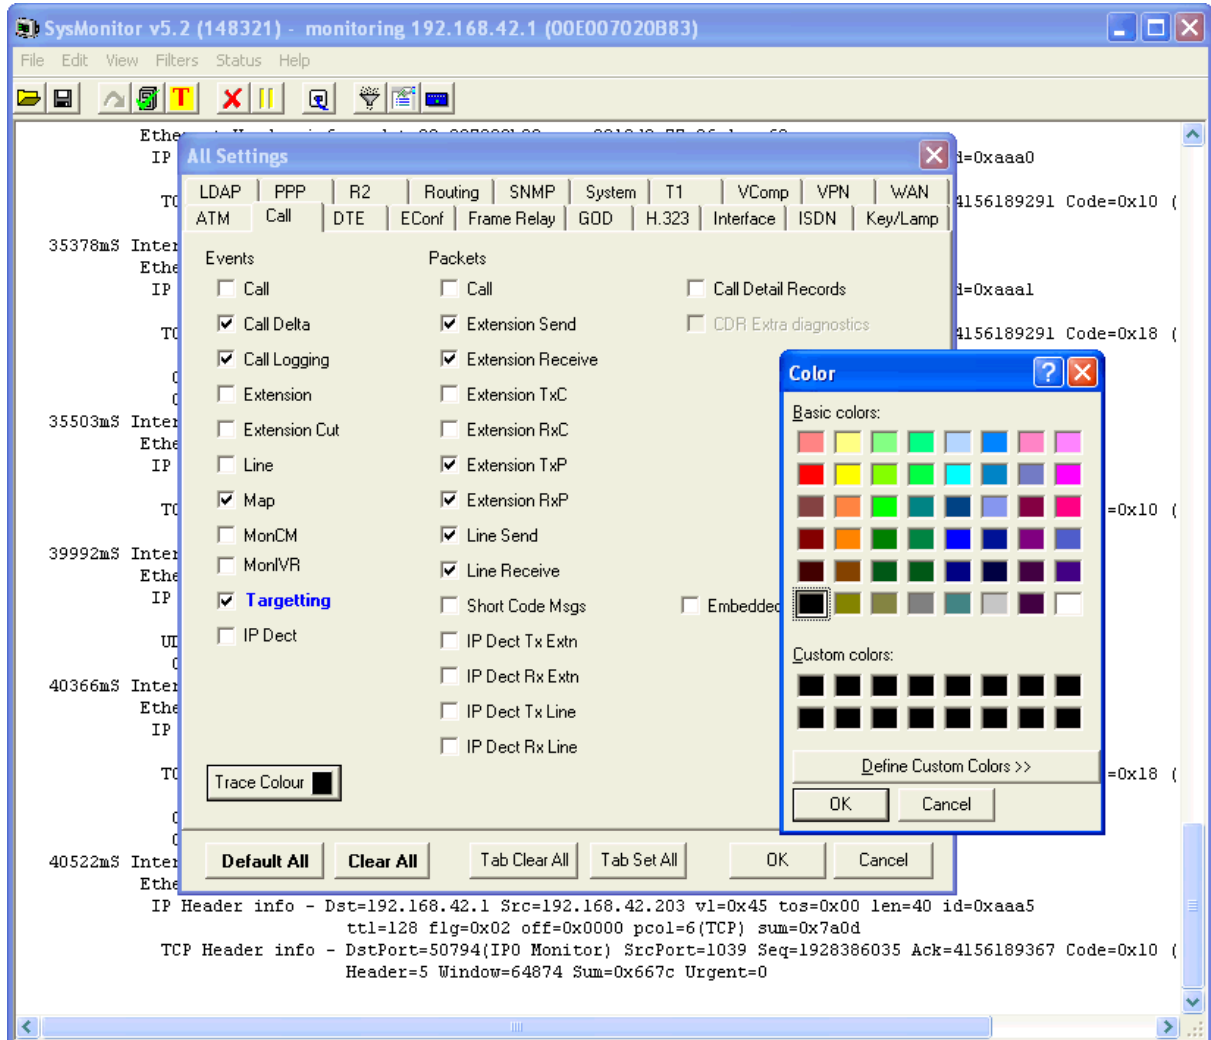 SysMonitor v5.2 (148321) - monitoring 192.168.42.1 (00E007020B83)
File Edit View Filters Status Help
T
IP
All Settings
d=0xaaa0
LDAP PPP R2 Routing SNMP System T1 VComp VPN WAN
4156189291 Code=0x10 (
ATM Call DTE EConf Frame Relay GOD H.323 Interface ISDN Key/Lamp
35378mS Inter
Events Packets
Ethe
IP
Call Call Call Detail Records
d=0xaaa1
Call Delta Extension Send CDR Extra diagnostics
4156189291 Code=0x18 (
Call Logging Extension Receive
Color
?
Extension Extension TxC
Basic colors:
35503mS Inter
Extension Cut Extension RxC
Ethe
IP
Line Extension TxP
Map Extension RxP
=0x10 (
MonCM Line Send
39992mS Inter
MonIVR Line Receive
Ethe
IP
Targetting Short Code Msgs Embedded
IP Dect IP Dect Tx Extn
Custom colors:
40366mS Inter
IP Dect Rx Extn
Ethe
IP
IP Dect Tx Line
IP Dect Rx Line
Define Custom Colors >>
=0x18 (
Trace Colour
OK Cancel
40522mS Inter
Default All Clear All Tab Clear All Tab Set All OK Cancel
Ethe
IP Header info - Dst=192.168.42.1 Src=192.168.42.203 vl=0x45 tos=0x00 len=40 id=0xaaa5
ttl=128 flg=0x02 off=0x0000 pcol=6(TCP) sum=0x7a0d
TCP Header info - DstPort=50794(IPO Monitor) SrcPort=1039 Seq=1928386035 Ack=4156189367 Code=0x10 (
Header=5 Window=64874 Sum=0x667c Urgent=0